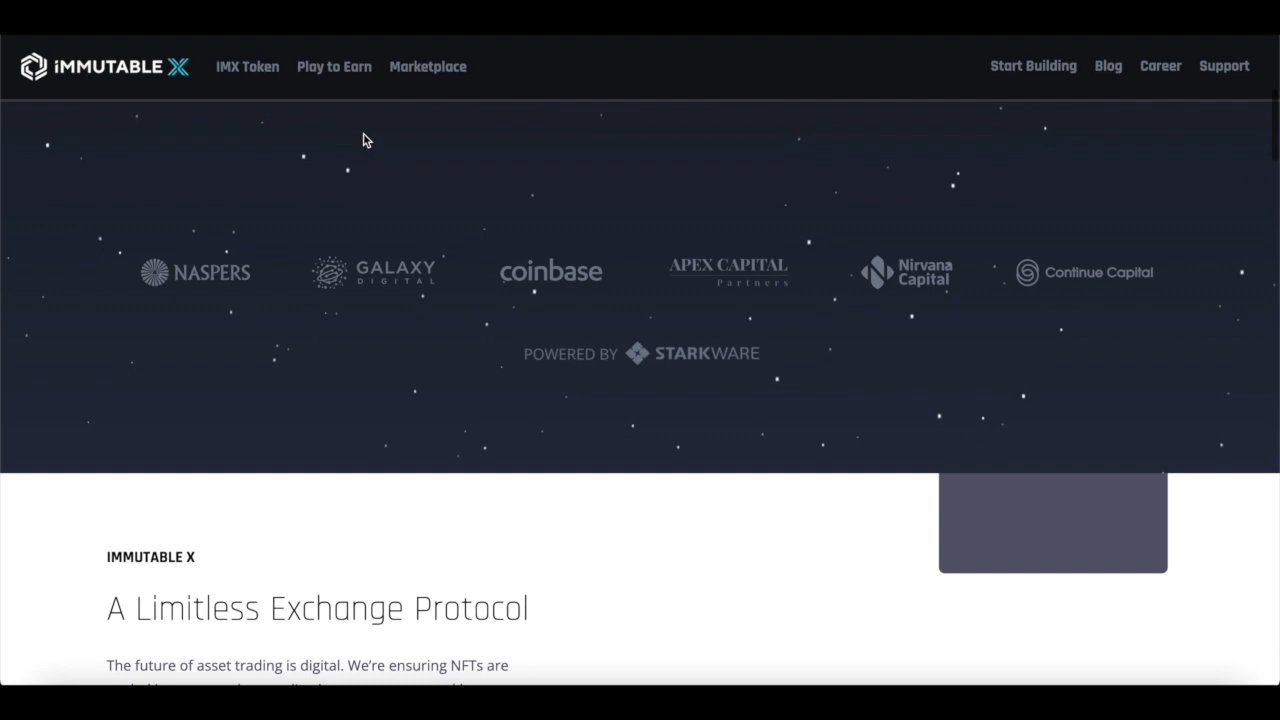 iMMUTABLE X IMX Token Play to Earn Marketplace Start Building Blog Career Support
NASPERS GALAXY DIGITAL coinbase APEX CAPITAL Partners Nirvana Capital Continue Capital
POWERED BY STARKWARE
IMMUTABLE X
A Limitless Exchange Protocol
The future of asset trading is digital. We’re ensuring NFTs are